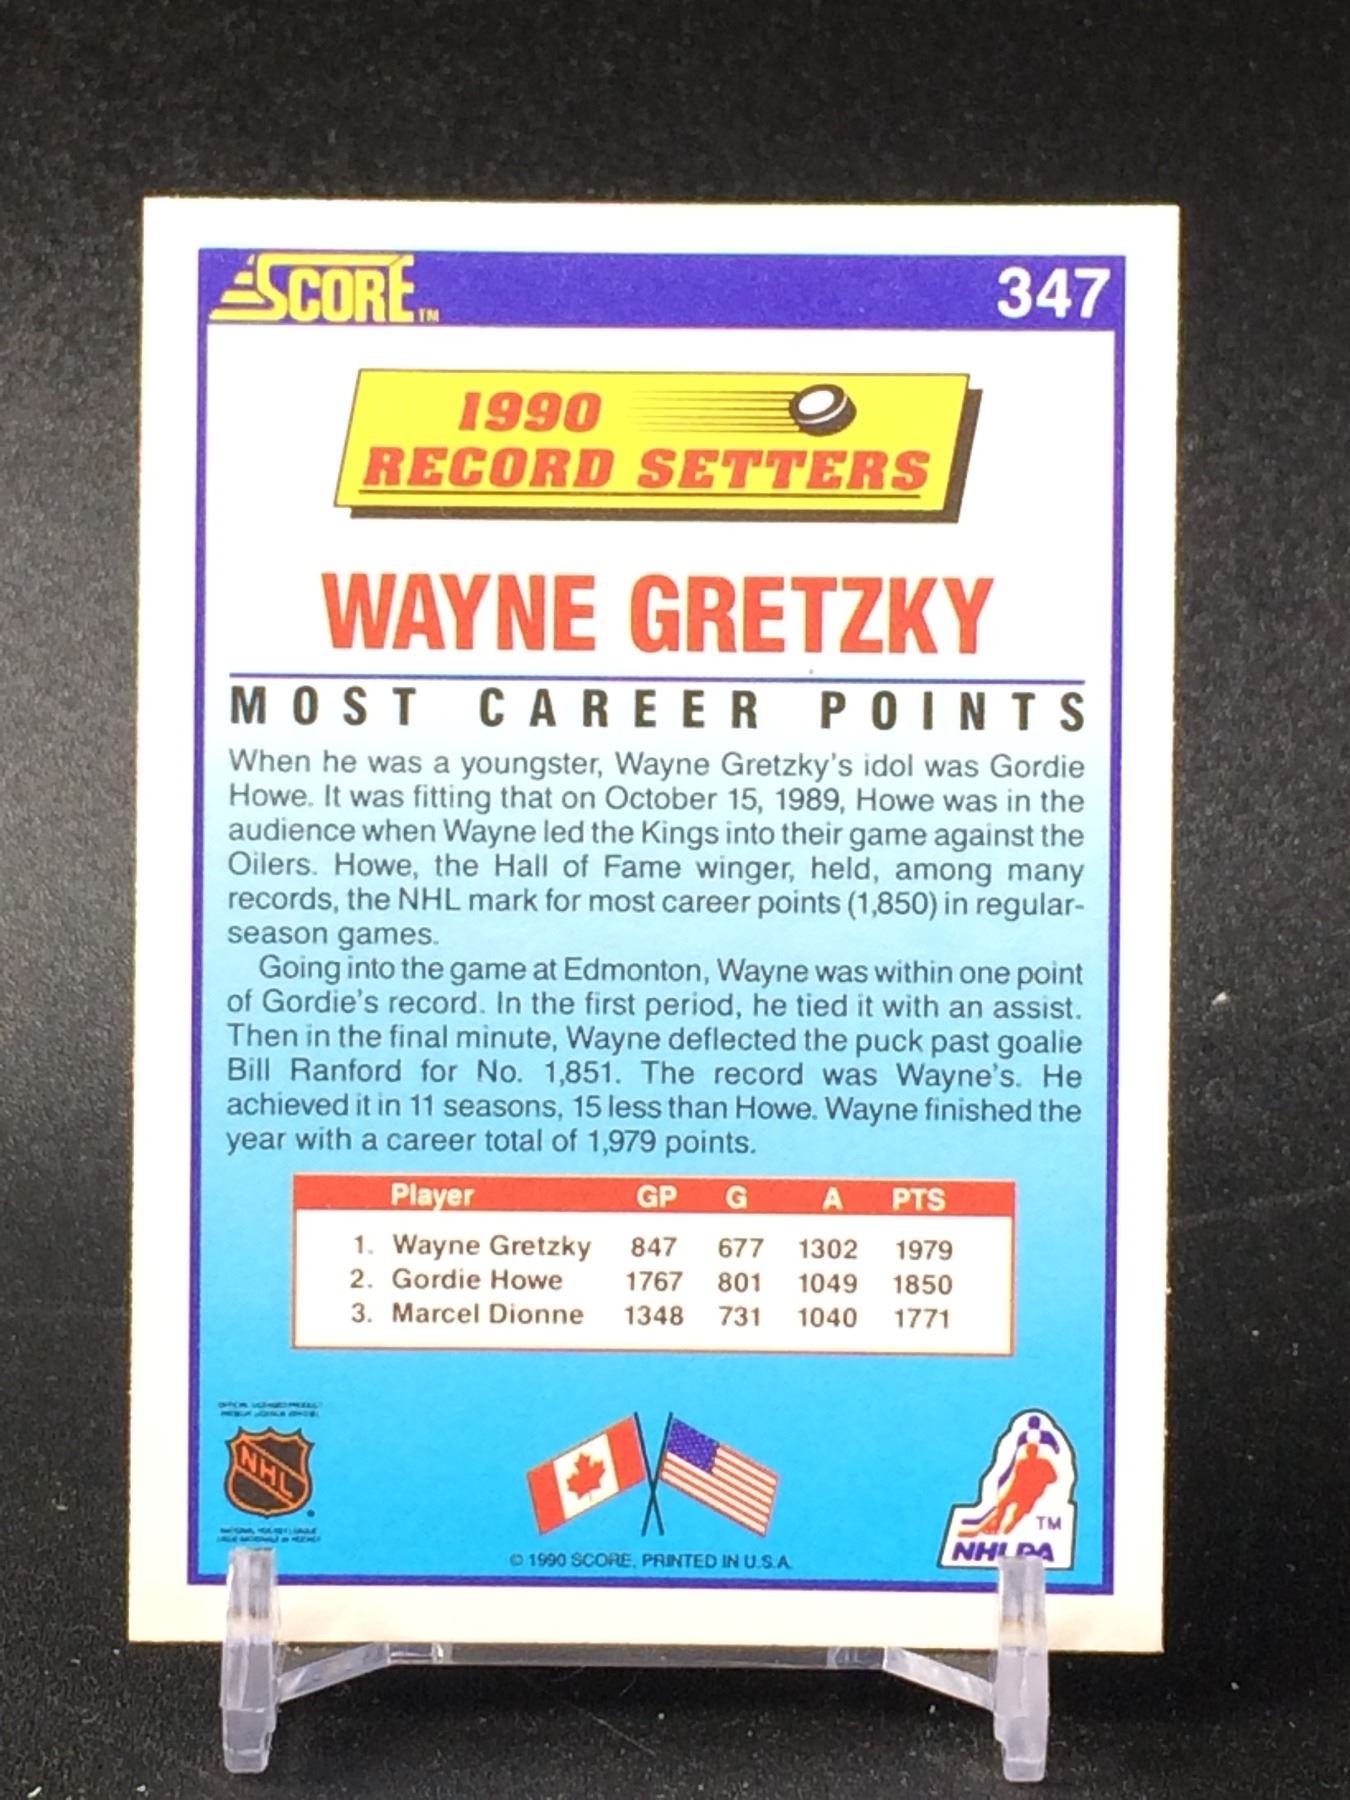 SCORE™ 347
1990
RECORD SETTERS
WAYNE GRETZKY
MOST CAREER POINTS
When he was a youngster, Wayne Gretzky's idol was Gordie
Howe. It was fitting that on October 15, 1989, Howe was in the
audience when Wayne led the Kings into their game against the
Oilers. Howe, the Hall of Fame winger, held, among many
records, the NHL mark for most career points (1,850) in regular-
season games.
Going into the game at Edmonton, Wayne was within one point
of Gordie's record. In the first period, he tied it with an assist.
Then in the final minute, Wayne deflected the puck past goalie
Bill Ranford for No. 1,851. The record was Wayne's. He
achieved it in 11 seasons, 15 less than Howe. Wayne finished the
year with a career total of 1,979 points.
Player GP G A PTS
1. Wayne Gretzky 847 677 1302 1979
2. Gordie Howe 1767 801 1049 1850
3. Marcel Dionne 1348 731 1040 1771
NHL
TM
NHLPA
© 1990 SCORE, PRINTED IN U.S.A.